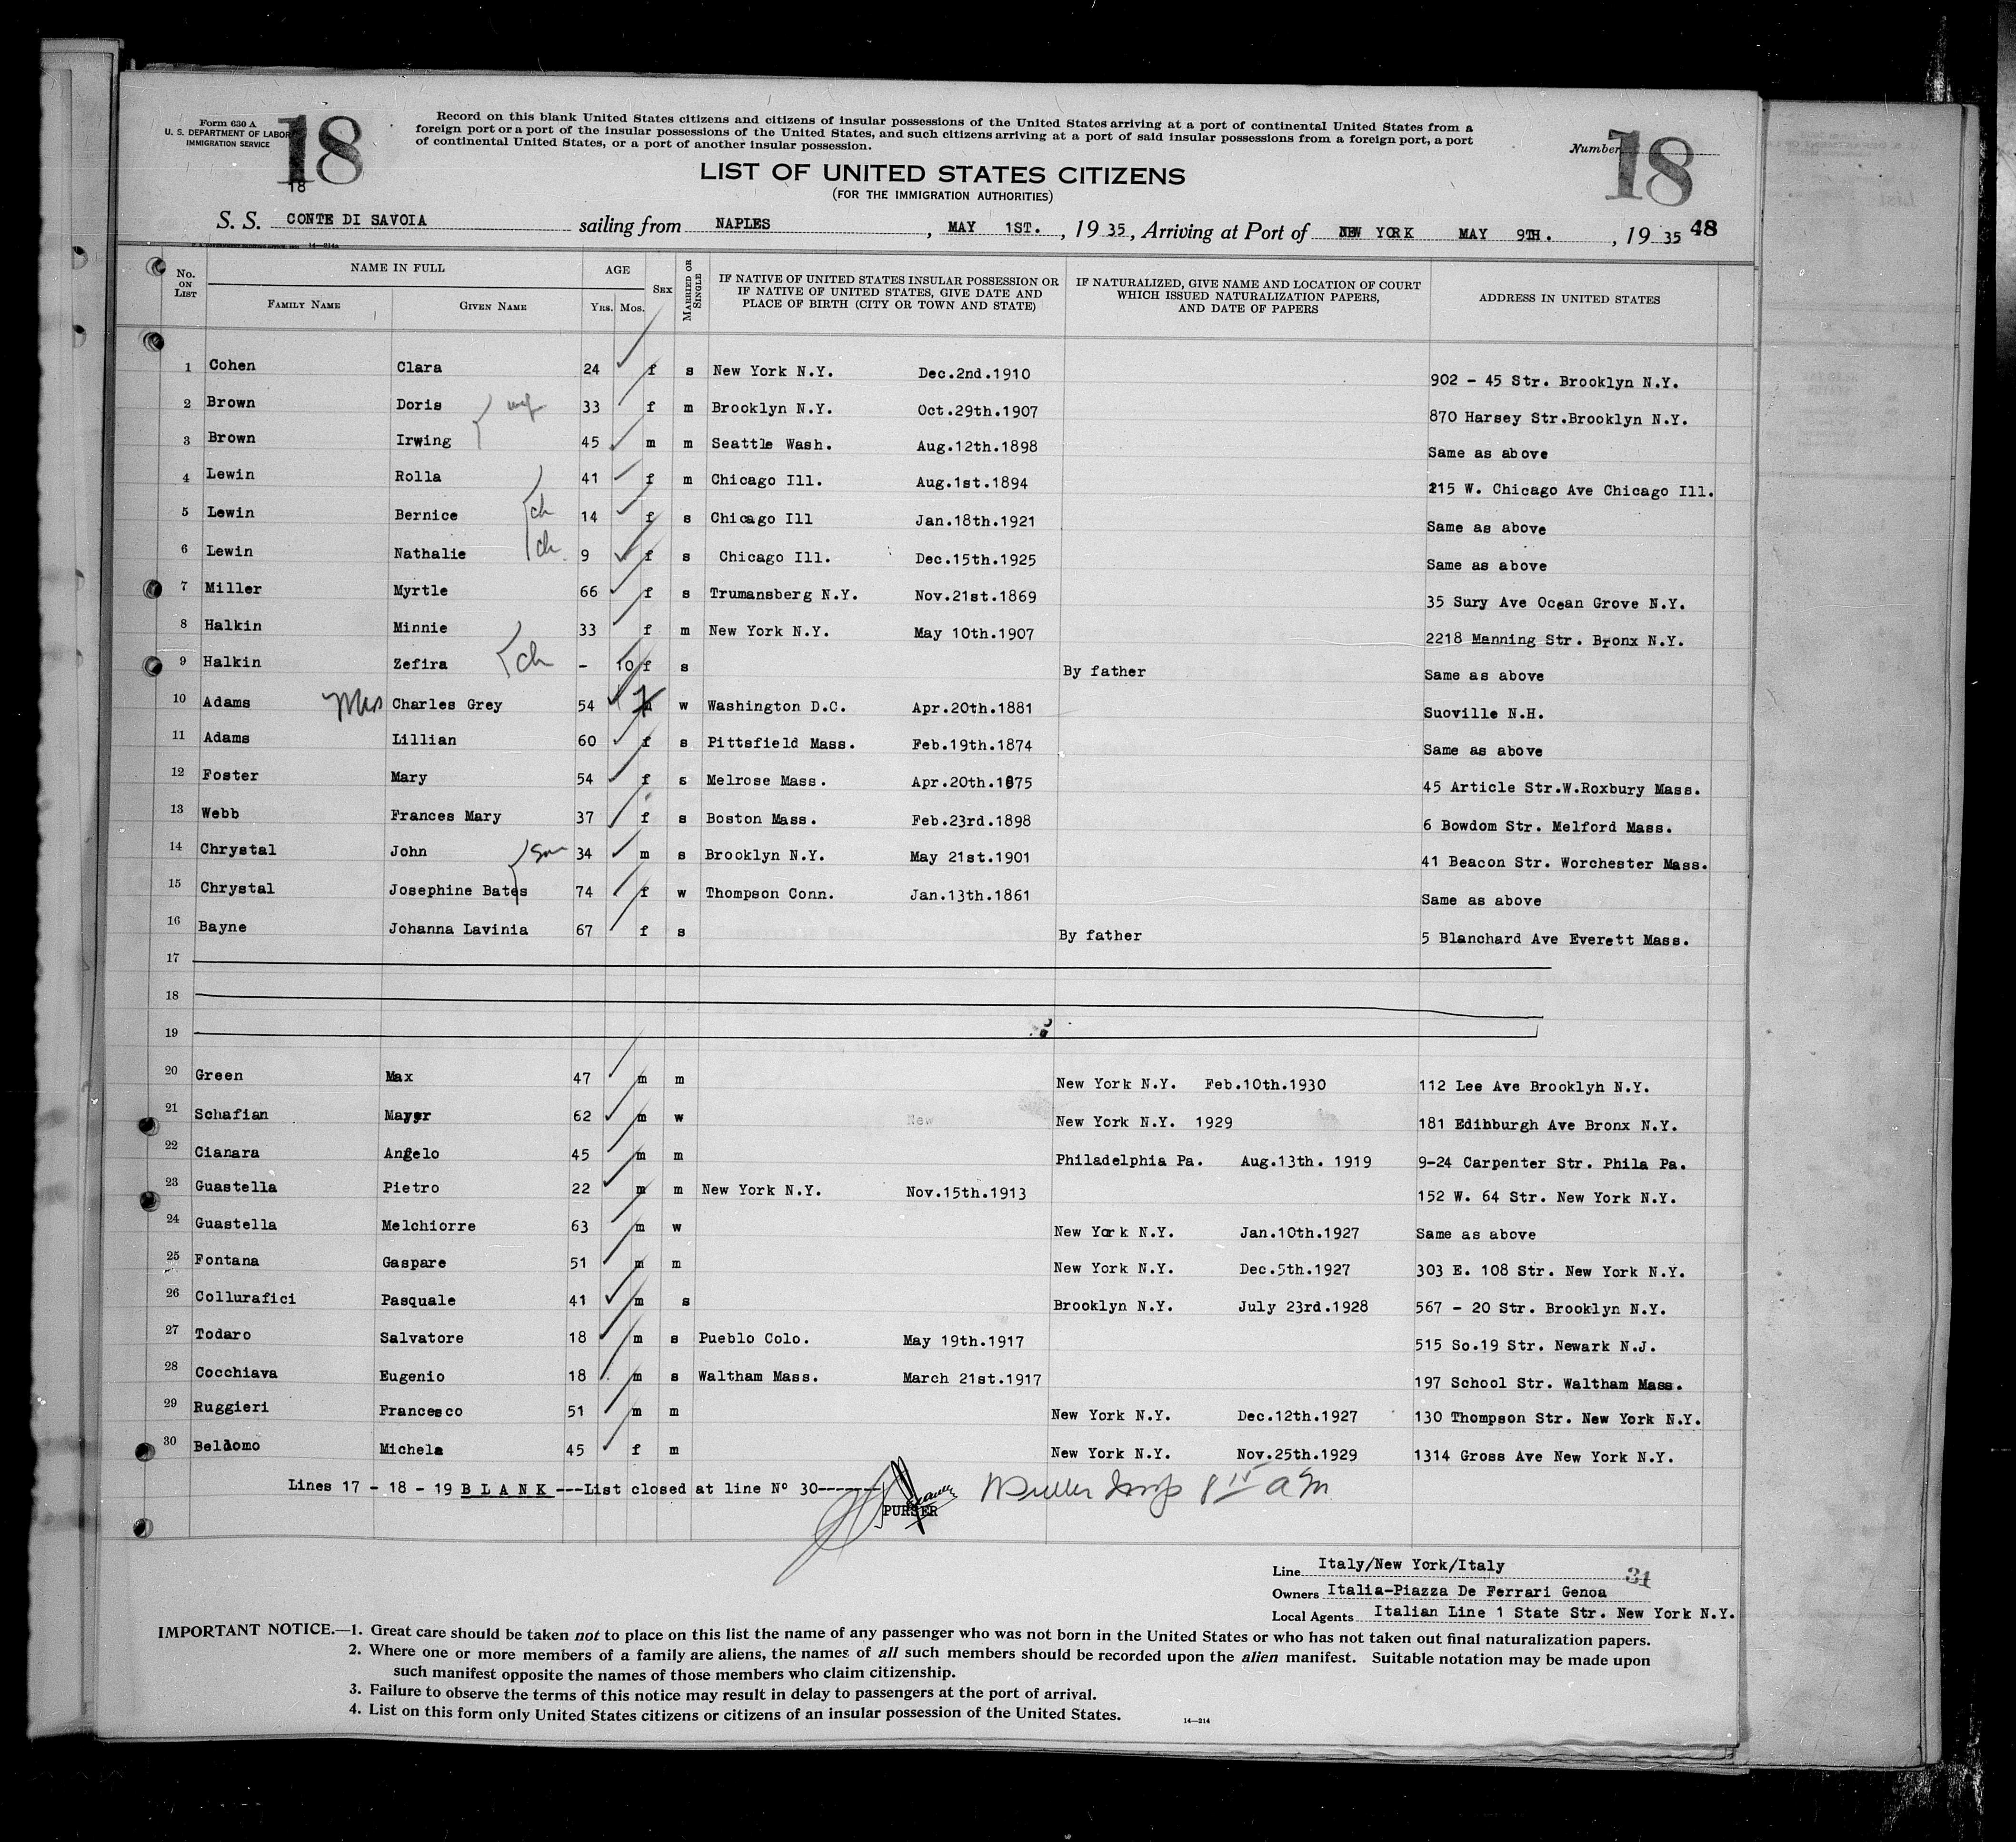 Form 630 A
U. S. DEPARTMENT OF LABOR
IMMIGRATION SERVICE
18
18
Record on this blank United States citizens and citizens of insular possessions of the United States arriving at a port of continental United States from a
foreign port or a port of the insular possessions of the United States, and such citizens arriving at a port of said insular possessions from a foreign port, a port
of continental United States, or a port of another insular possession.
Number
18
LIST OF UNITED STATES CITIZENS
(FOR THE IMMIGRATION AUTHORITIES)
S. S. CONTE DI SAVOIA sailing from NAPLES, MAY 1ST., 19 35, Arriving at Port of NEW YORK MAY 9TH., 19 35 48
14—214a
No. ON LIST NAME IN FULL AGE SEX MARRIED OR SINGLE IF NATIVE OF UNITED STATES INSULAR POSSESSION OR IF NATIVE OF UNITED STATES, GIVE DATE AND PLACE OF BIRTH (CITY OR TOWN AND STATE) IF NATURALIZED, GIVE NAME AND LOCATION OF COURT WHICH ISSUED NATURALIZATION PAPERS, AND DATE OF PAPERS ADDRESS IN UNITED STATES
FAMILY NAME GIVEN NAME YRS. MOS.
1 Cohen Clara 24 f s New York N.Y. Dec.2nd.1910 902 - 45 Str. Brooklyn N.Y.
2 Brown Doris wf 33 f m Brooklyn N.Y. Oct.29th.1907 870 Harsey Str.Brooklyn N.Y.
3 Brown Irwing 45 m m Seattle Wash. Aug.12th.1898 Same as above
4 Lewin Rolla 41 f m Chicago Ill. Aug.1st.1894 215 W. Chicago Ave Chicago Ill.
5 Lewin Bernice ch 14 f s Chicago Ill Jan.18th.1921 Same as above
6 Lewin Nathalie ch 9 f s Chicago Ill. Dec.15th.1925 Same as above
7 Miller Myrtle 66 f s Trumansberg N.Y. Nov.21st.1869 35 Sury Ave Ocean Grove N.Y.
8 Halkin Minnie 33 f m New York N.Y. May 10th.1907 2218 Manning Str. Bronx N.Y.
9 Halkin Zefira ch - 10 f s By father Same as above
10 Adams Mrs Charles Grey 54 f w Washington D.C. Apr.20th.1881 Suoville N.H.
11 Adams Lillian 60 f s Pittsfield Mass. Feb.19th.1874 Same as above
12 Foster Mary 54 f s Melrose Mass. Apr.20th.1875 45 Article Str.W.Roxbury Mass.
13 Webb Frances Mary 37 f s Boston Mass. Feb.23rd.1898 6 Bowdom Str. Melford Mass.
14 Chrystal John Son 34 m s Brooklyn N.Y. May 21st.1901 41 Beacon Str. Worchester Mass.
15 Chrystal Josephine Bates 74 f w Thompson Conn. Jan.13th.1861 Same as above
16 Bayne Johanna Lavinia 67 f s By father 5 Blanchard Ave Everett Mass.
17
18
19
20 Green Max 47 m m New York N.Y. Feb.10th.1930 112 Lee Ave Brooklyn N.Y.
21 Schafian Mayer 62 m w New New York N.Y. 1929 181 Edihburgh Ave Bronx N.Y.
22 Cianara Angelo 45 m m Philadelphia Pa. Aug.13th. 1919 9-24 Carpenter Str. Phila Pa.
23 Guastella Pietro 22 m m New York N.Y. Nov.15th.1913 152 W. 64 Str. New York N.Y.
24 Guastella Melchiorre 63 m w New York N.Y. Jan.10th.1927 Same as above
25 Fontana Gaspare 51 m m New York N.Y. Dec.5th.1927 303 E. 108 Str. New York N.Y.
26 Collurafici Pasquale 41 m s Brooklyn N.Y. July 23rd.1928 567 - 20 Str. Brooklyn N.Y.
27 Todaro Salvatore 18 m s Pueblo Colo. May 19th.1917 515 So.19 Str. Newark N.J.
28 Cocchiava Eugenio 18 m s Waltham Mass. March 21st.1917 197 School Str. Waltham Mass.
29 Ruggieri Francesco 51 m m New York N.Y. Dec.12th.1927 130 Thompson Str. New York N.Y.
30 Beldomo Michela 45 f m New York N.Y. Nov.25th.1929 1314 Gross Ave New York N.Y.
Lines 17 - 18 - 19 B L A N K ---List closed at line Nº 30-------
PURSER
Line Italy/New York/Italy
31
Owners Italia-Piazza De Ferrari Genoa
Local Agents Italian Line 1 State Str. New York N.Y.
IMPORTANT NOTICE.—1. Great care should be taken not to place on this list the name of any passenger who was not born in the United States or who has not taken out final naturalization papers.
2. Where one or more members of a family are aliens, the names of all such members should be recorded upon the alien manifest. Suitable notation may be made upon
such manifest opposite the names of those members who claim citizenship.
3. Failure to observe the terms of this notice may result in delay to passengers at the port of arrival.
4. List on this form only United States citizens or citizens of an insular possession of the United States.
14—214